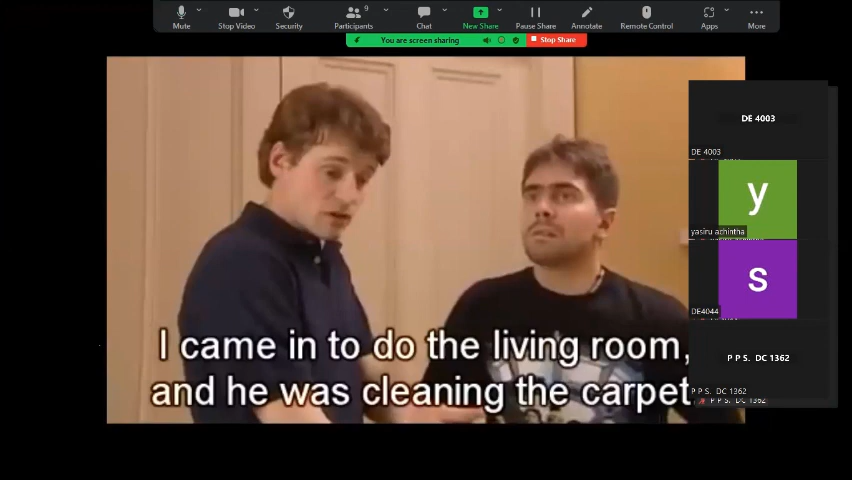 9
Mute
Stop Video
Security
Participants
Chat
New Share
Pause Share
Annotate
Remote Control
Apps
More
You are screen sharing
Stop Share
DE 4003
DE 4003
y
yasiru achintha
s
DE4044
P P S. DC 1362
P P S. DC 1362
P P S. DC 1362
I came in to do the living room,
and he was cleaning the carpet.